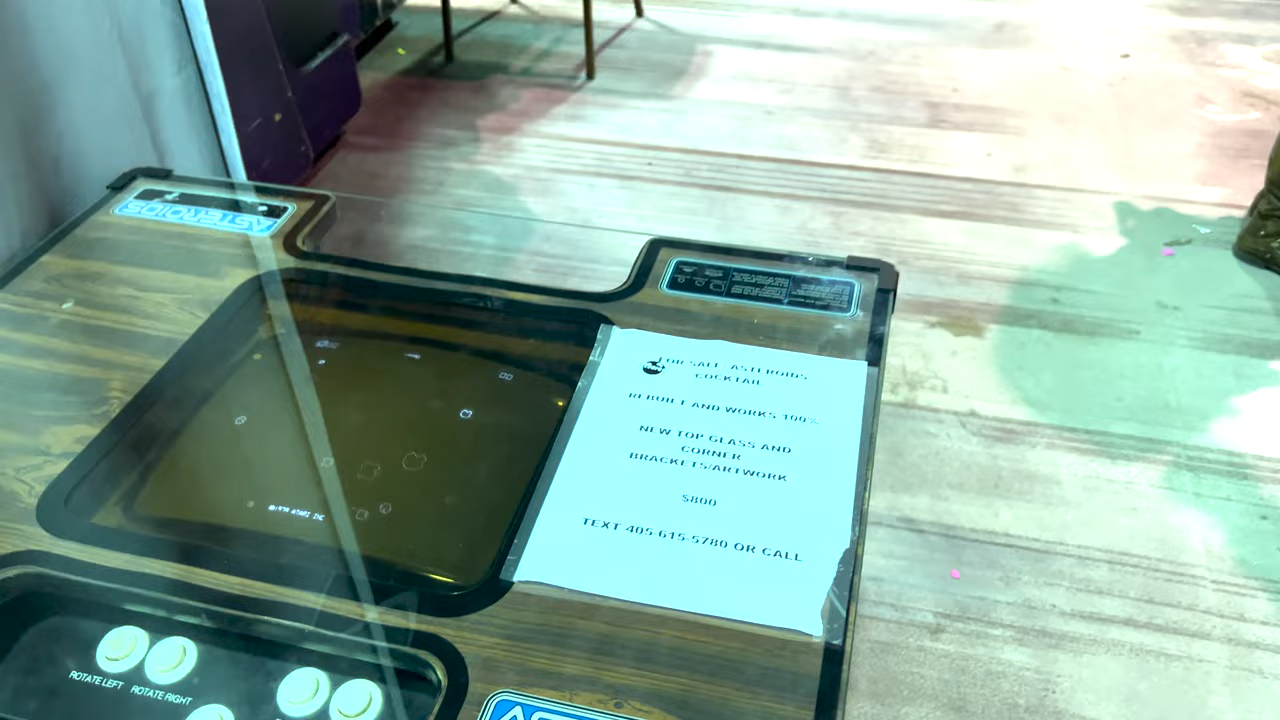 ASTEROIDS
FOR SALE: ASTEROIDS
COCKTAIL
REBUILT AND WORKS 100%
NEW TOP GLASS AND
CORNER
BRACKETS/ARTWORK
$800
TEXT 405-615-5780 OR CALL
©1979 ATARI INC
ROTATE LEFT
ROTATE RIGHT